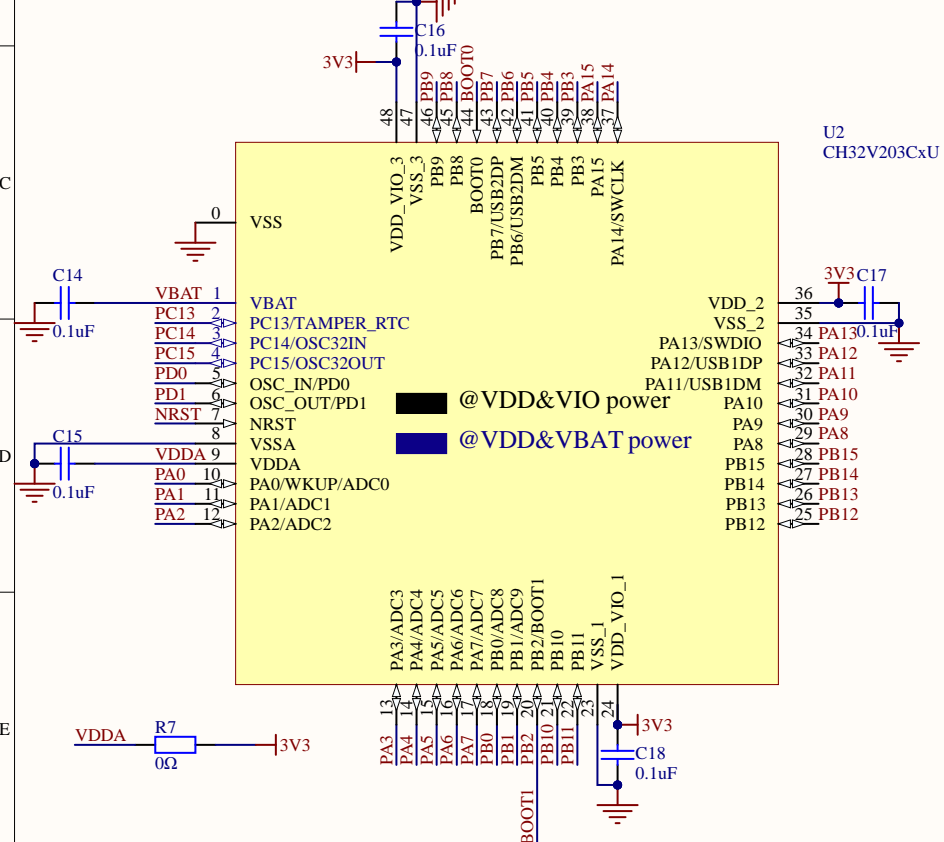 C16
0.1uF
3V3
PB9
PB8
BOOT0
PB7
PB6
PB5
PB4
PB3
PA15
PA14
48
47
46
45
44
43
42
41
40
39
38
37
U2
CH32V203CxU
C
VDD_VIO_3
VSS_3
PB9
PB8
BOOT0
PB7/USB2DP
PB6/USB2DM
PB5
PB4
PB3
PA15
PA14/SWCLK
0 VSS
C14
0.1uF
VBAT 1 VBAT
PC13 2 PC13/TAMPER_RTC
PC14 3 PC14/OSC32IN
PC15 4 PC15/OSC32OUT
PD0 5 OSC_IN/PD0
PD1 6 OSC_OUT/PD1
NRST 7 NRST
8 VSSA
VDDA 9 VDDA
PA0 10 PA0/WKUP/ADC0
PA1 11 PA1/ADC1
PA2 12 PA2/ADC2
C15
0.1uF
D
@VDD&VIO power
@VDD&VBAT power
3V3 C17
0.1uF
VDD_2 36
VSS_2 35
PA13/SWDIO 34 PA13
PA12/USB1DP 33 PA12
PA11/USB1DM 32 PA11
PA10 31 PA10
PA9 30 PA9
PA8 29 PA8
PB15 28 PB15
PB14 27 PB14
PB13 26 PB13
PB12 25 PB12
PA3/ADC3
PA4/ADC4
PA5/ADC5
PA6/ADC6
PA7/ADC7
PB0/ADC8
PB1/ADC9
PB2/BOOT1
PB10
PB11
VSS_1
VDD_VIO_1
13
14
15
16
17
18
19
20
21
22
23
24
PA3
PA4
PA5
PA6
PA7
PB0
PB1
PB2
PB10
PB11
3V3
C18
0.1uF
BOOT1
E
VDDA
R7
0Ω
3V3